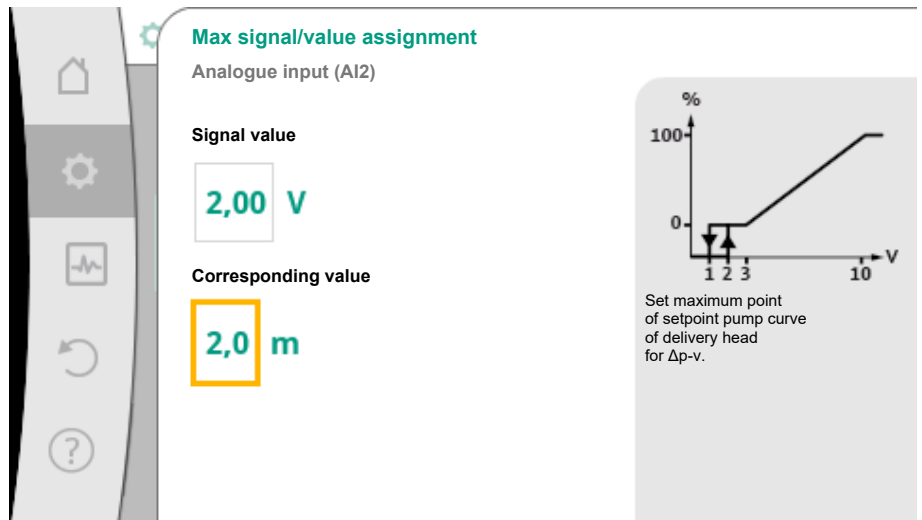 Max signal/value assignment
Analogue input (AI2)
Signal value
2,00 V
Corresponding value
2,0 m
?
%
100
0
1 2 3 10 V
Set maximum point
of setpoint pump curve
of delivery head
for Δp-v.